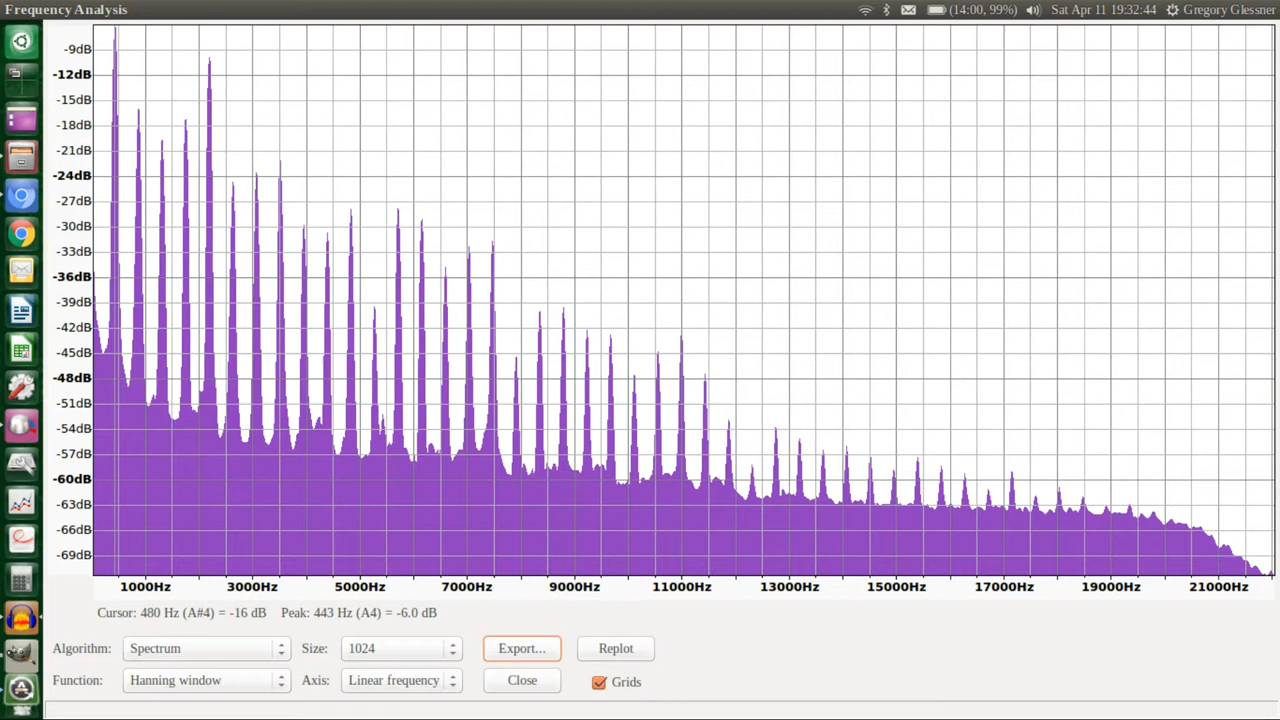 Frequency Analysis (14:00, 99%) Sat Apr 11 19:32:44 Gregory Glessner
-9dB
-12dB
-15dB
-18dB
-21dB
-24dB
-27dB
-30dB
-33dB
-36dB
-39dB
-42dB
-45dB
-48dB
-51dB
-54dB
-57dB
-60dB
-63dB
-66dB
-69dB
1000Hz 3000Hz 5000Hz 7000Hz 9000Hz 11000Hz 13000Hz 15000Hz 17000Hz 19000Hz 21000Hz
Cursor: 480 Hz (A#4) = -16 dB Peak: 443 Hz (A4) = -6.0 dB
Algorithm: Spectrum Size: 1024 Export... Replot
Function: Hanning window Axis: Linear frequency Close Grids